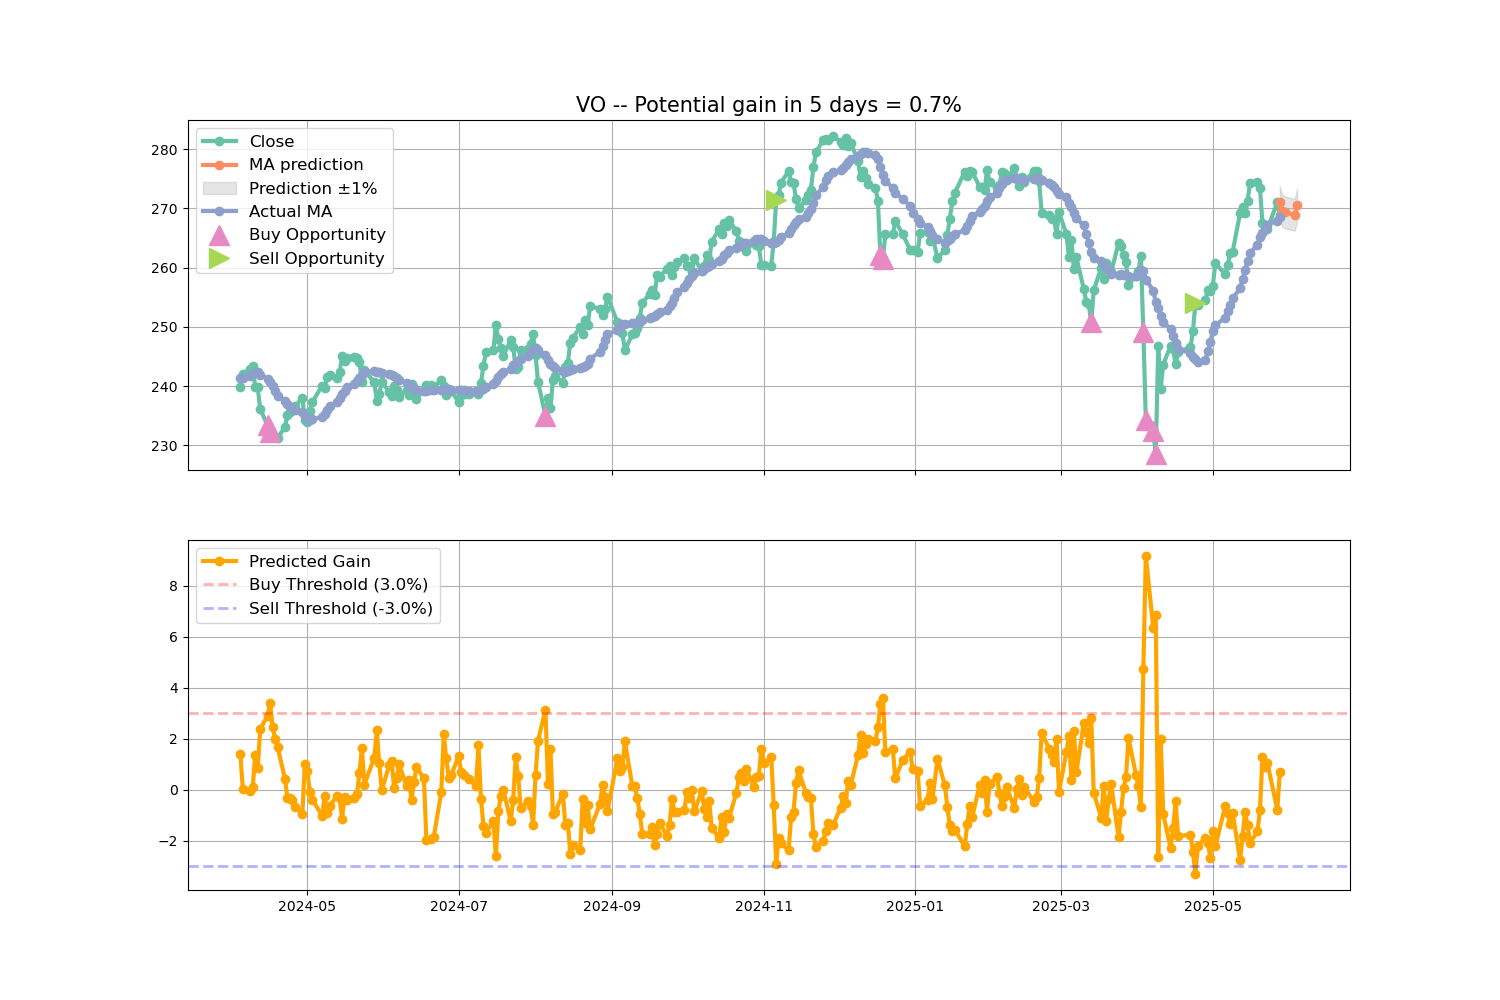 VO -- Potential gain in 5 days = 0.7%
Close
MA prediction
Prediction ±1%
Actual MA
Buy Opportunity
Sell Opportunity
280
270
260
250
240
230
Predicted Gain
Buy Threshold (3.0%)
Sell Threshold (-3.0%)
8
6
4
2
0
−2
2024-05
2024-07
2024-09
2024-11
2025-01
2025-03
2025-05